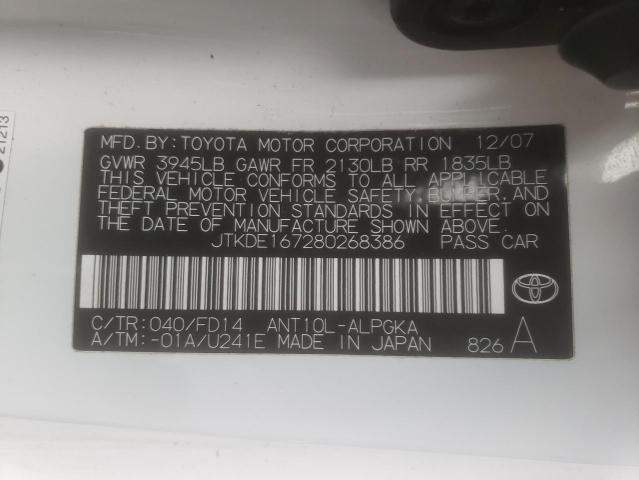 MFD.BY:TOYOTA MOTOR CORPORATION 12/07
GVWR 3945LB GAWR FR 2130LB RR 1835LB
THIS VEHICLE CONFORMS TO ALL APPLICABLE
FEDERAL MOTOR VEHICLE SAFETY, BUMPER, AND
THEFT PREVENTION STANDARDS IN EFFECT ON
THE DATE OF MANUFACTURE SHOWN ABOVE.
JTKDE167280268386 PASS CAR
C/TR:040/FD14 ANT10L-ALPGKA
A/TM:-01A/U241E MADE IN JAPAN 826 A
21213